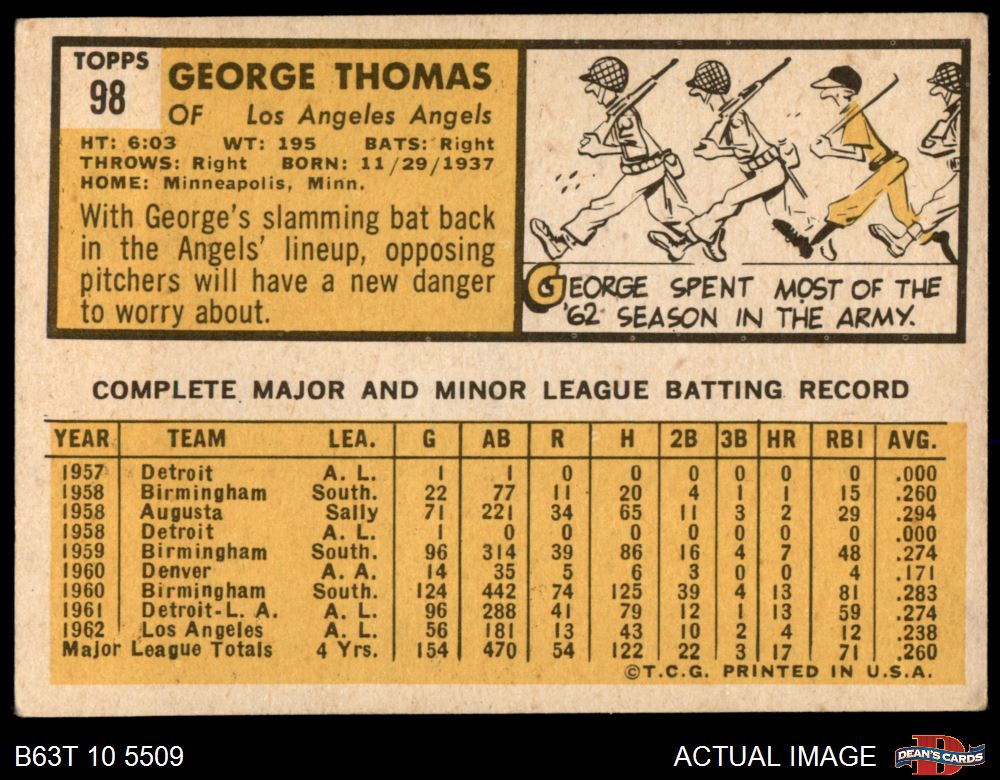 TOPPS
98
GEORGE THOMAS
OF Los Angeles Angels
HT: 6:03 WT: 195 BATS: Right
THROWS: Right BORN: 11/29/1937
HOME: Minneapolis, Minn.
With George's slamming bat back
in the Angels' lineup, opposing
pitchers will have a new danger
to worry about.
GEORGE SPENT MOST OF THE
'62 SEASON IN THE ARMY.
COMPLETE MAJOR AND MINOR LEAGUE BATTING RECORD
YEAR TEAM LEA. G AB R H 2B 3B HR RBI AVG.
1957 Detroit A. L. 1 1 0 0 0 0 0 0 .000
1958 Birmingham South. 22 77 11 20 4 1 1 15 .260
1958 Augusta Sally 71 221 34 65 11 3 2 29 .294
1958 Detroit A. L. 1 0 0 0 0 0 0 0 .000
1959 Birmingham South. 96 314 39 86 16 4 7 48 .274
1960 Denver A. A. 14 35 5 6 3 0 0 4 .171
1960 Birmingham South. 124 442 74 125 39 4 13 81 .283
1961 Detroit-L. A. A. L. 96 288 41 79 12 1 13 59 .274
1962 Los Angeles A. L. 56 181 13 43 10 2 4 12 .238
Major League Totals 4 Yrs. 154 470 54 122 22 3 17 71 .260
©T.C.G. PRINTED IN U.S.A.
B63T 10 5509
ACTUAL IMAGE
DEAN'S CARDS